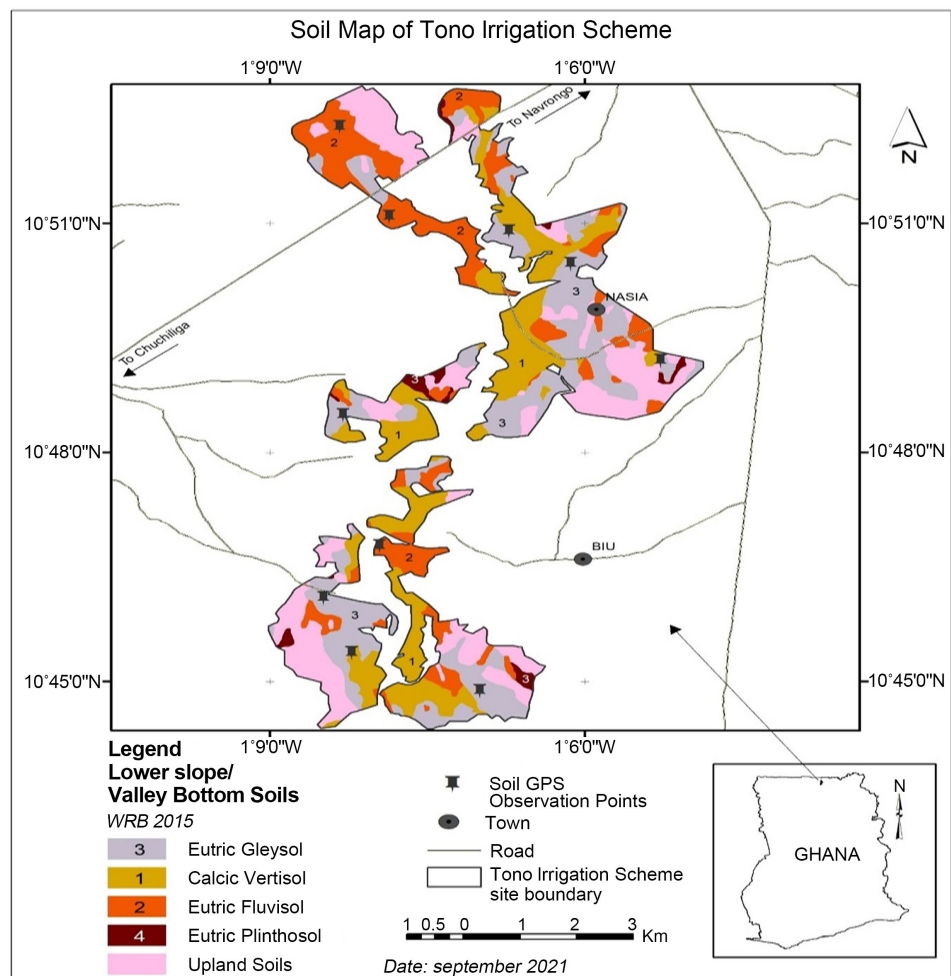 Soil Map of Tono Irrigation Scheme
1°9'0"W
1°6'0"W
2
To Navrongo
N
2
10°51'0"N
10°51'0"N
2
3
NASIA
To Chuchiliga
1
3
3
1
10°48'0"N
10°48'0"N
BIU
2
3
1
3
10°45'0"N
10°45'0"N
1°9'0"W
1°6'0"W
Legend
Lower slope/
Valley Bottom Soils
WRB 2015
3 Eutric Gleysol
1 Calcic Vertisol
2 Eutric Fluvisol
4 Eutric Plinthosol
Upland Soils
Soil GPS
Observation Points
Town
Road
Tono Irrigation Scheme
site boundary
1 0.5 0 1 2 3
Km
Date: september 2021
N
GHANA